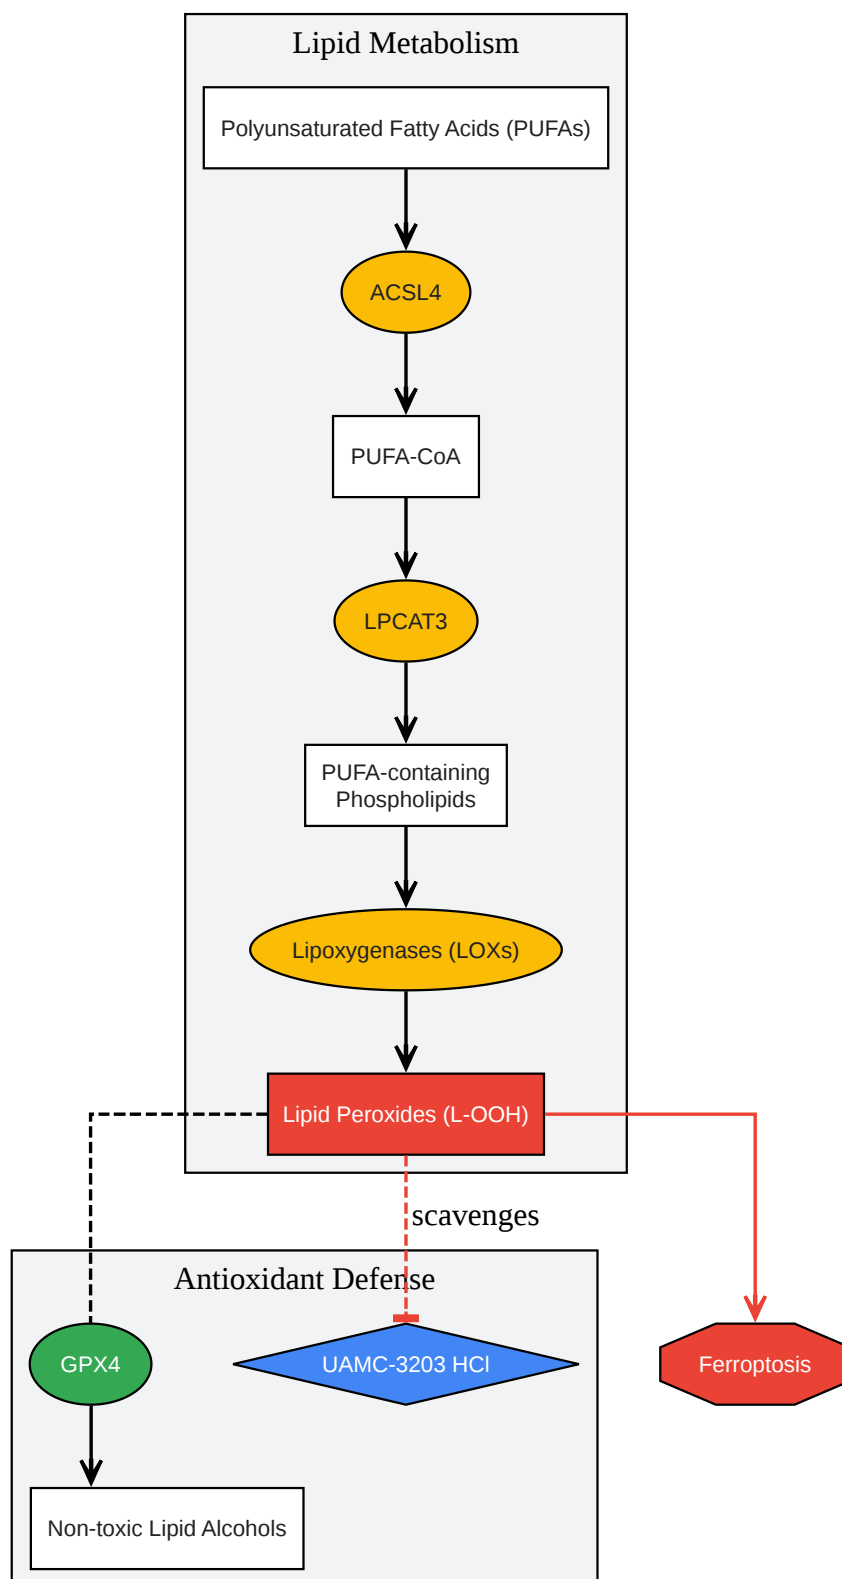 Lipid Metabolism
Polyunsaturated Fatty Acids (PUFAs)
ACSL4
PUFA-CoA
LPCAT3
PUFA-containing
Phospholipids
Lipoxygenases (LOXs)
Lipid Peroxides (L-OOH)
scavenges
Antioxidant Defense
GPX4
UAMC-3203 HCl
Ferroptosis
Non-toxic Lipid Alcohols